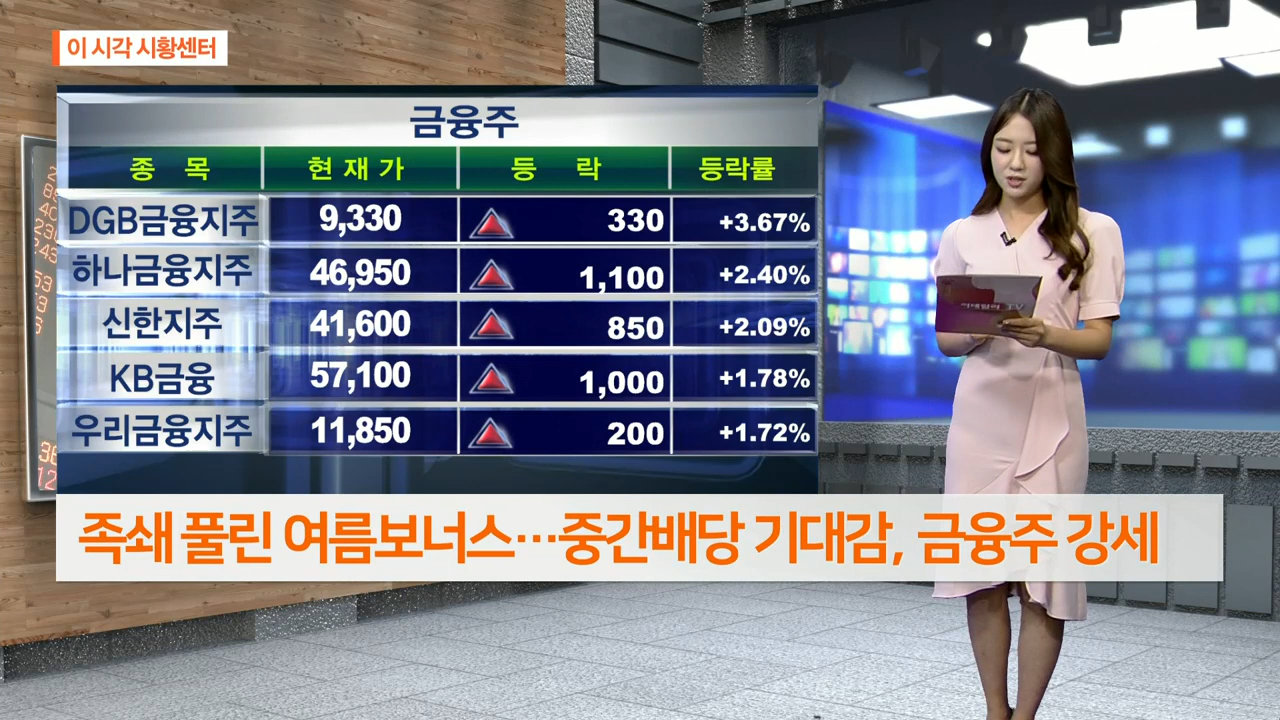 이 시각 시황센터
금융주
종 목 현 재 가 등 락 등락률
DGB금융지주 9,330 ▲ 330 +3.67%
하나금융지주 46,950 ▲ 1,100 +2.40%
신한지주 41,600 ▲ 850 +2.09%
KB금융 57,100 ▲ 1,000 +1.78%
우리금융지주 11,850 ▲ 200 +1.72%
족쇄 풀린 여름보너스…중간배당 기대감, 금융주 강세